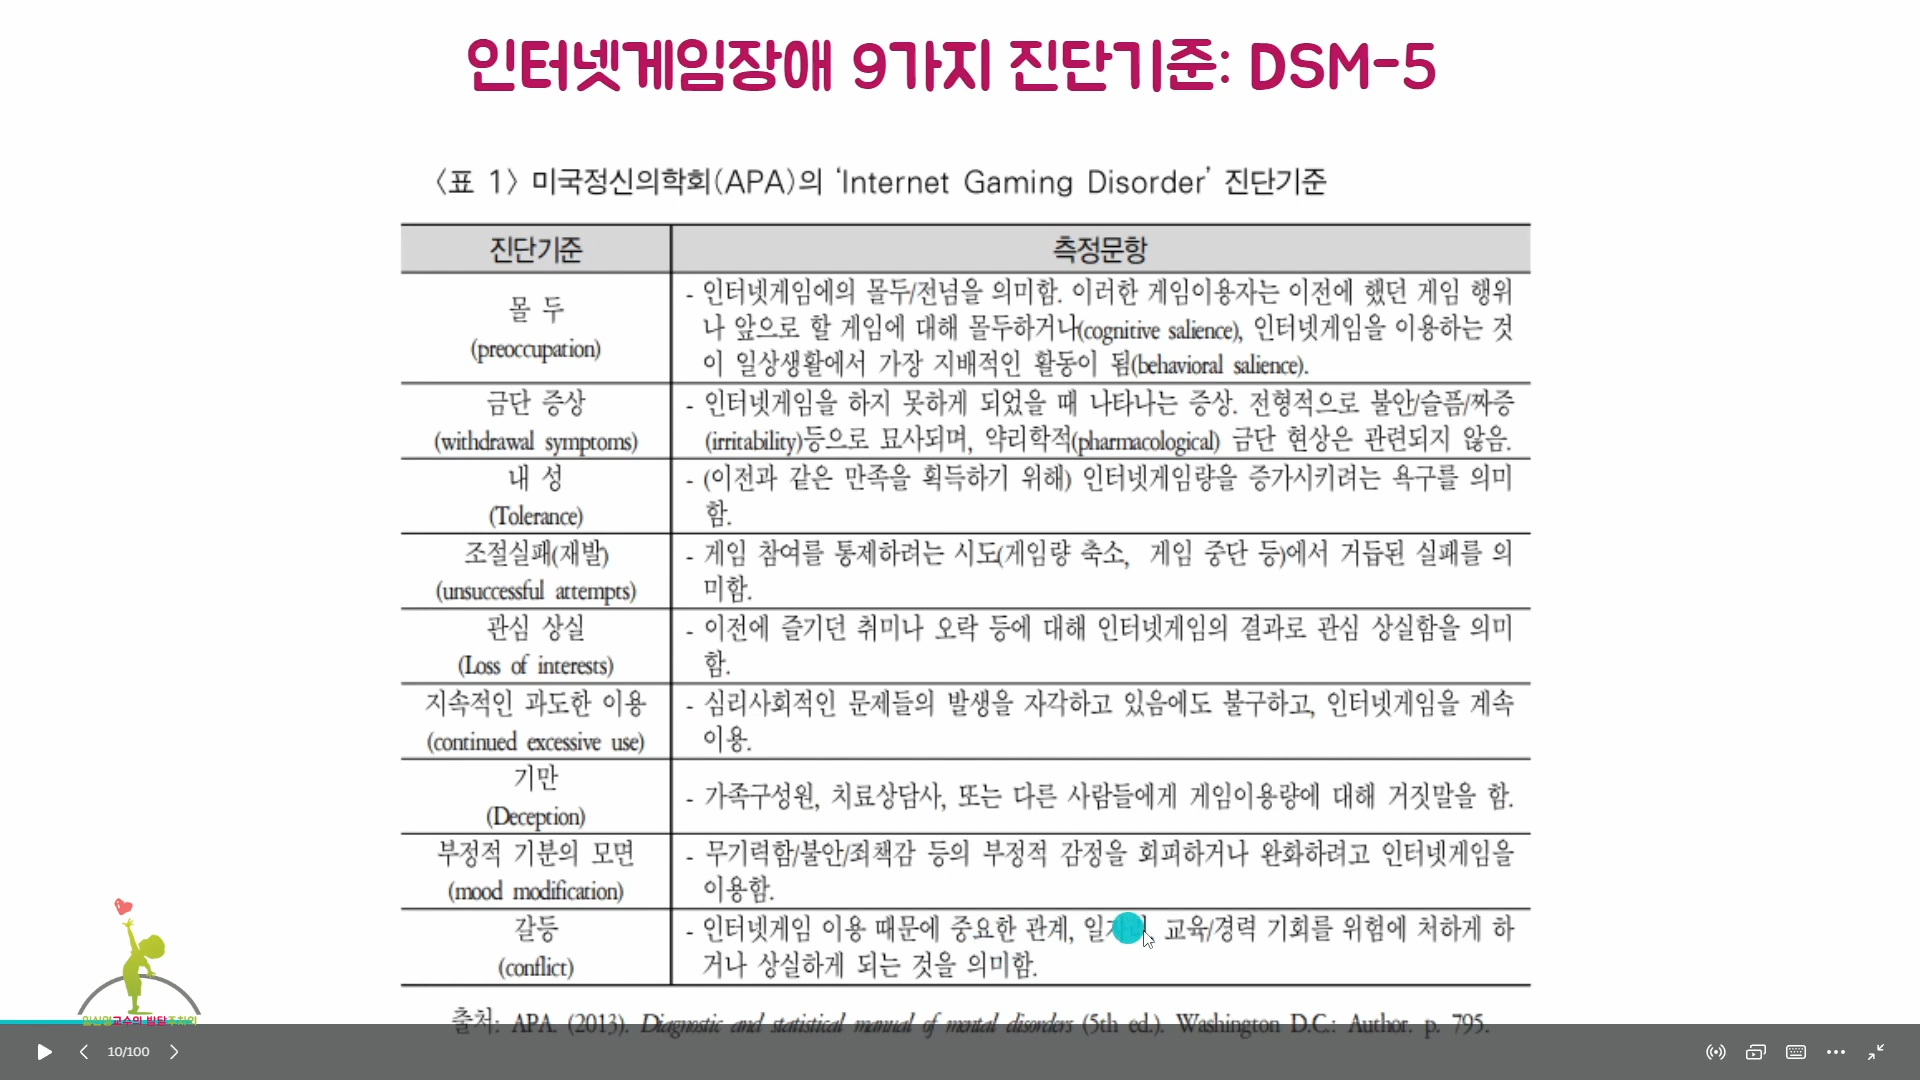 인터넷게임장애 9가지 진단기준: DSM-5
〈표 1〉 미국정신의학회(APA)의 ‘Internet Gaming Disorder’ 진단기준
진단기준
측정문항
몰 두
(preoccupation)
- 인터넷게임에의 몰두/전념을 의미함. 이러한 게임이용자는 이전에 했던 게임 행위
나 앞으로 할 게임에 대해 몰두하거나(cognitive salience), 인터넷게임을 이용하는 것
이 일상생활에서 가장 지배적인 활동이 됨(behavioral salience).
금단 증상
(withdrawal symptoms)
- 인터넷게임을 하지 못하게 되었을 때 나타나는 증상. 전형적으로 불안/슬픔/짜증
(irritability)등으로 묘사되며, 약리학적(pharmacological) 금단 현상은 관련되지 않음.
내 성
(Tolerance)
- (이전과 같은 만족을 획득하기 위해) 인터넷게임량을 증가시키려는 욕구를 의미
함.
조절실패(재발)
(unsuccessful attempts)
- 게임 참여를 통제하려는 시도(게임량 축소, 게임 중단 등)에서 거듭된 실패를 의
미함.
관심 상실
(Loss of interests)
- 이전에 즐기던 취미나 오락 등에 대해 인터넷게임의 결과로 관심 상실함을 의미
함.
지속적인 과도한 이용
(continued excessive use)
- 심리사회적인 문제들의 발생을 자각하고 있음에도 불구하고, 인터넷게임을 계속
이용.
기만
(Deception)
- 가족구성원, 치료상담사, 또는 다른 사람들에게 게임이용량에 대해 거짓말을 함.
부정적 기분의 모면
(mood modification)
- 무기력함/불안/죄책감 등의 부정적 감정을 회피하거나 완화하려고 인터넷게임을
이용함.
갈등
(conflict)
- 인터넷게임 이용 때문에 중요한 관계, 교육/경력 기회를 위험에 처하게 하
거나 상실하게 되는 것을 의미함.
출처: APA. (2013). Diagnostic and statistical manual of mental disorders (5th ed.). Washington D.C.: Author. p. 795.
10/100